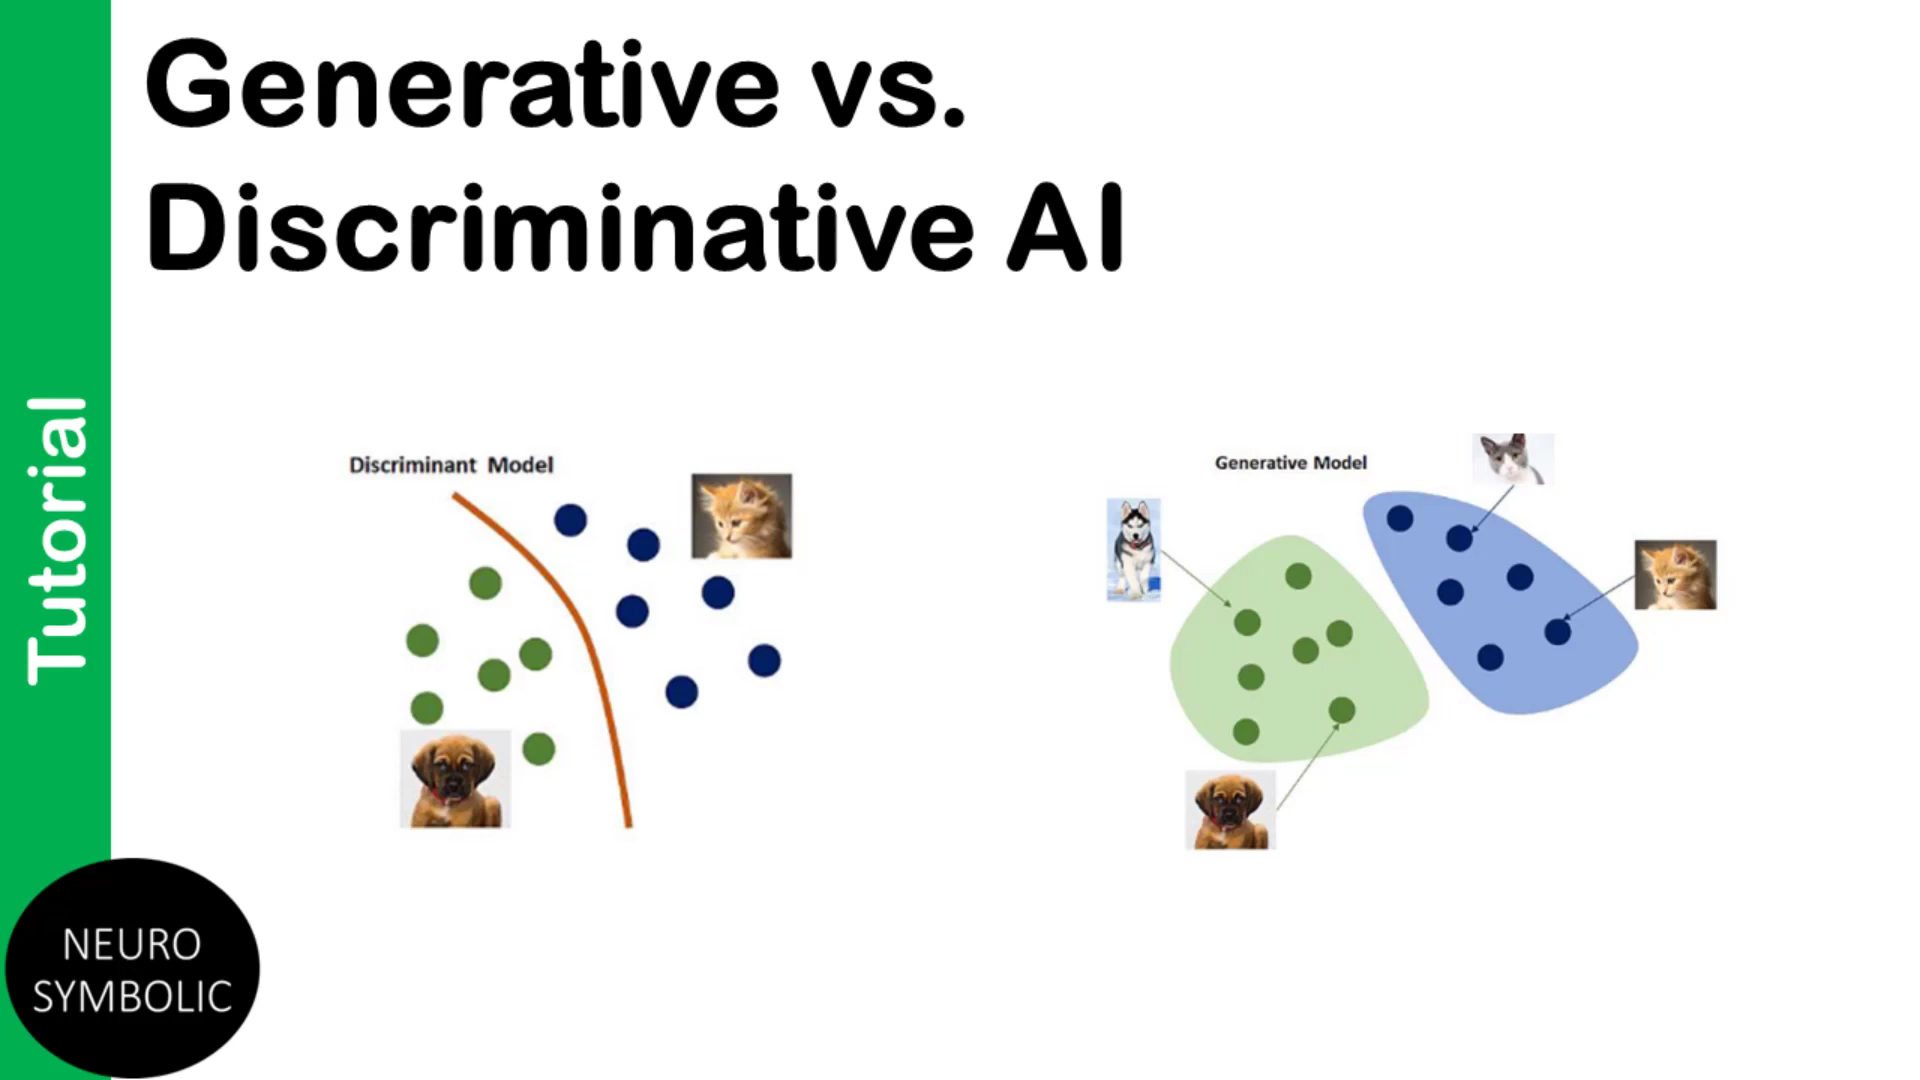 Generative vs.
Discriminative AI
Tutorial
Discriminant Model
Generative Model
NEURO
SYMBOLIC